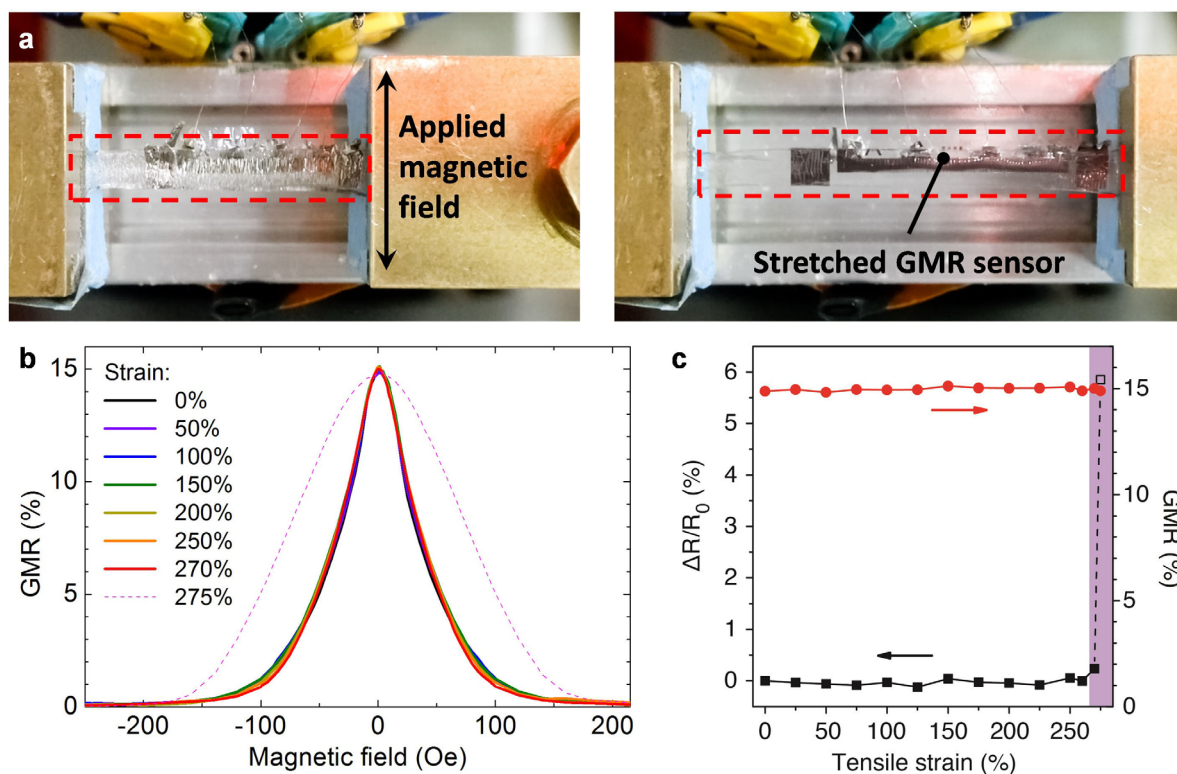 a
Applied
magnetic
field
Stretched GMR sensor
b
15
10
5
0
GMR (%)
Strain:
0%
50%
100%
150%
200%
250%
270%
275%
-200
-100
0
100
200
Magnetic field (Oe)
c
6
5
4
3
2
1
0
ΔR/R0 (%)
15
10
5
0
GMR (%)
0
50
100
150
200
250
Tensile strain (%)